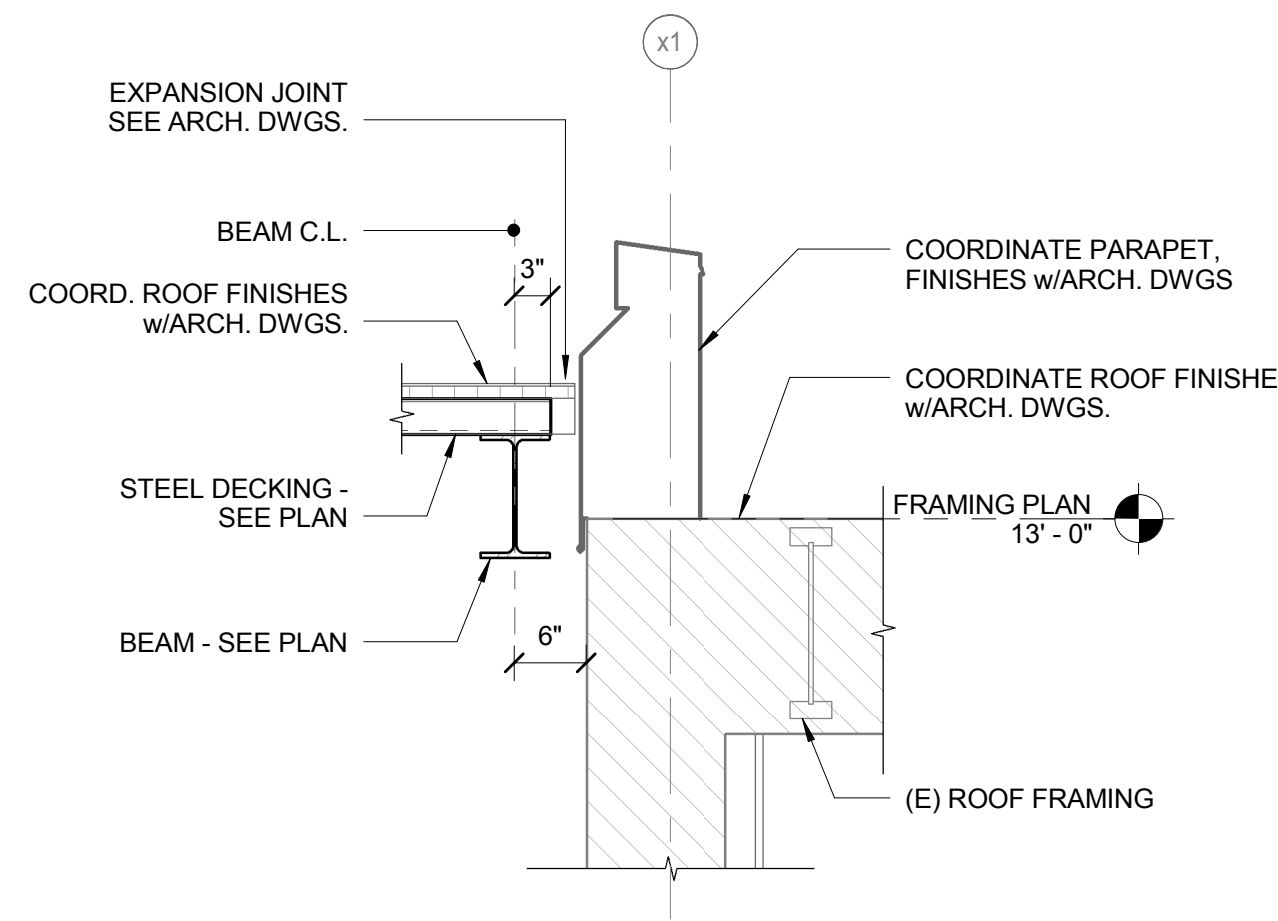 x1
EXPANSION JOINT
SEE ARCH. DWGS.
BEAM C.L.
3"
COORD. ROOF FINISHES
w/ARCH. DWGS.
COORDINATE PARAPET,
FINISHES w/ARCH. DWGS
COORDINATE ROOF FINISHE
w/ARCH. DWGS.
STEEL DECKING -
SEE PLAN
FRAMING PLAN
13' - 0"
BEAM - SEE PLAN
6"
(E) ROOF FRAMING